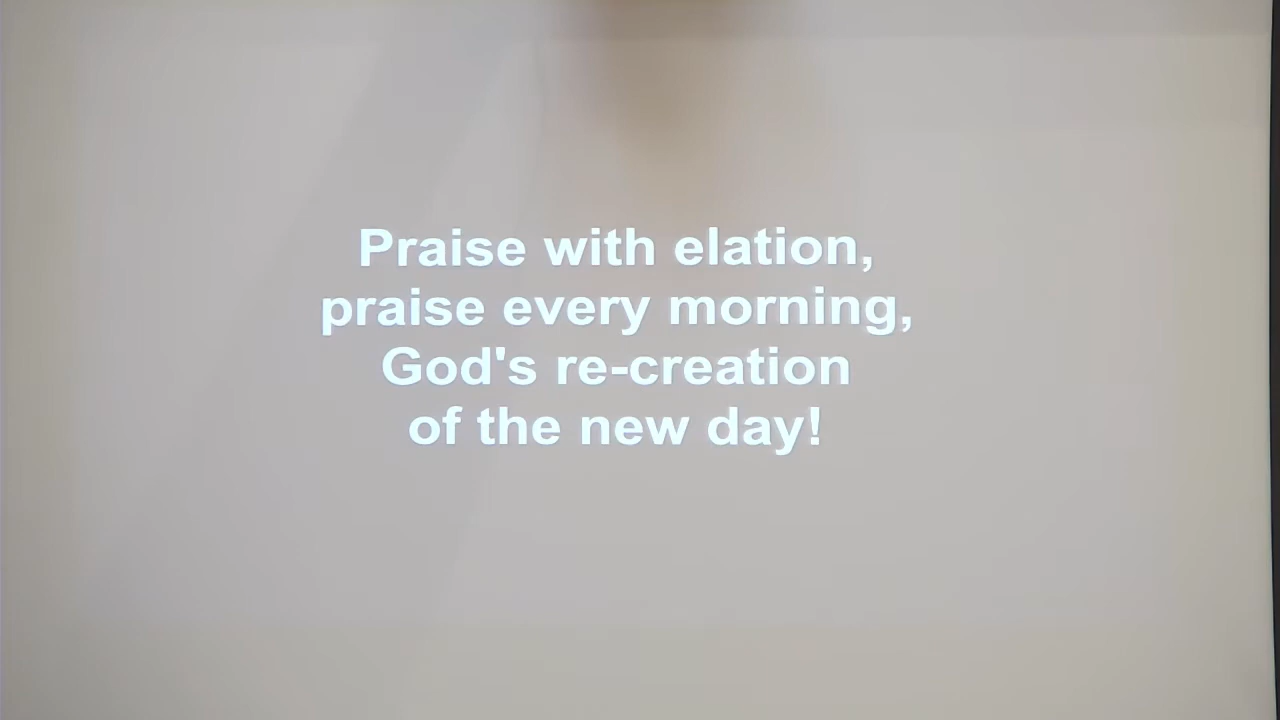 Praise with elation,
praise every morning,
God's re-creation
of the new day!